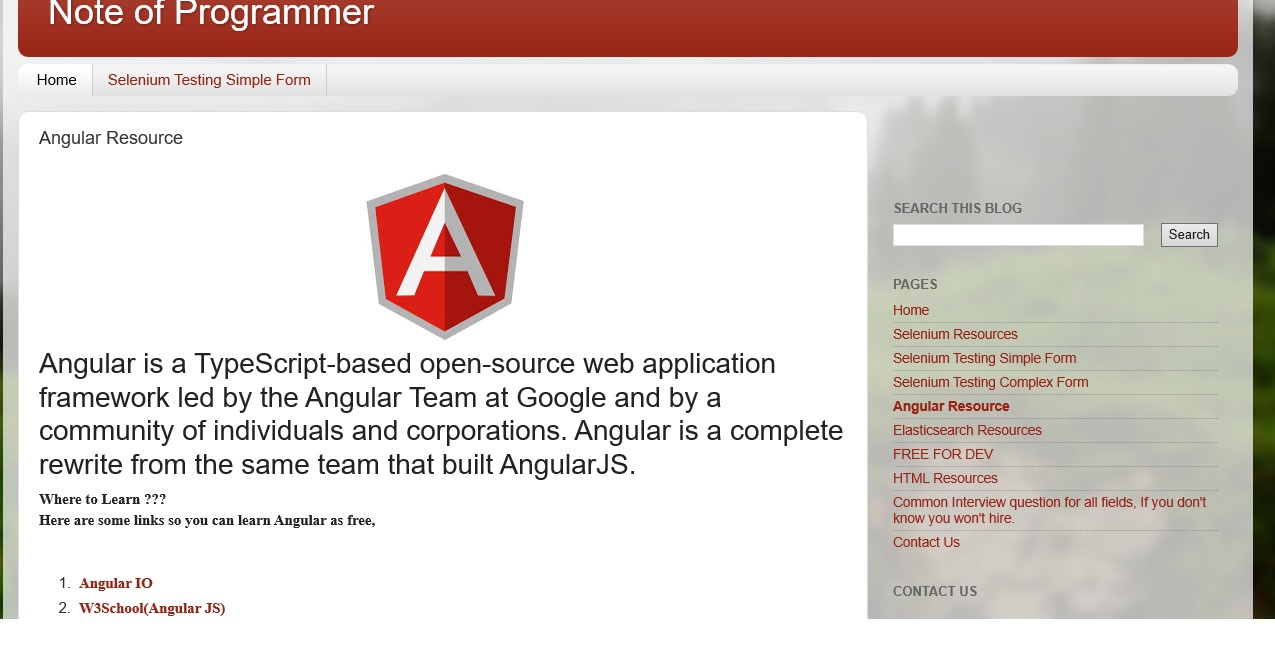 Note of Programmer
Home
Selenium Testing Simple Form
Angular Resource
A
Angular is a TypeScript-based open-source web application
framework led by the Angular Team at Google and by a
community of individuals and corporations. Angular is a complete
rewrite from the same team that built AngularJS.
Where to Learn ???
Here are some links so you can learn Angular as free,
1. Angular IO
2. W3School(Angular JS)
SEARCH THIS BLOG
Search
PAGES
Home
Selenium Resources
Selenium Testing Simple Form
Selenium Testing Complex Form
Angular Resource
Elasticsearch Resources
FREE FOR DEV
HTML Resources
Common Interview question for all fields, If you don't
know you won't hire.
Contact Us
CONTACT US